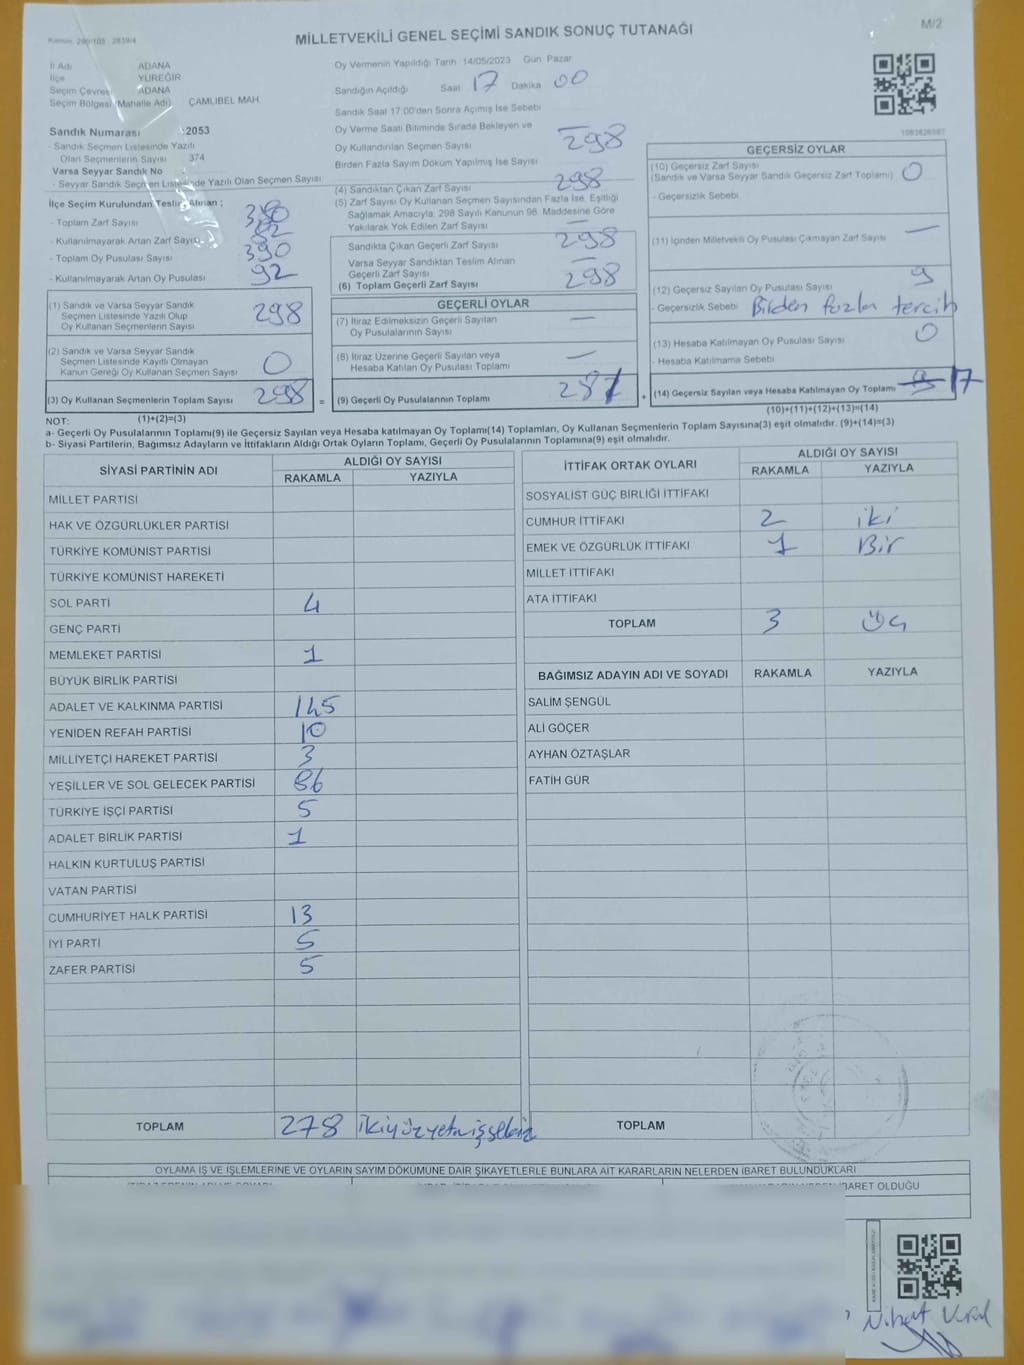 M/2
Kanun, 298/105 - 2839/4
MİLLETVEKİLİ GENEL SEÇİMİ SANDIK SONUÇ TUTANAĞI
İl Adı ADANA
İlçe YÜREĞİR
Seçim Çevresi ADANA
Seçim Bölgesi (Mahalle Adı) ÇAMLIBEL MAH.
Sandık Numarası :2053
- Sandık Seçmen Listesinde Yazılı
Olan Seçmenlerin Sayısı 374
Varsa Seyyar Sandık No
- Seyyar Sandık Seçmen Listesinde Yazılı Olan Seçmen Sayısı
İlçe Seçim Kurulundan Teslim Alınan ;
- Toplam Zarf Sayısı
- Kullanılmayarak Artan Zarf Sayısı
- Toplam Oy Pusulası Sayısı 390
- Kullanılmayarak Artan Oy Pusulası 92
(1) Sandık ve Varsa Seyyar Sandık
Seçmen Listesinde Yazılı Olup
Oy Kullanan Seçmenlerin Sayısı 298
(2) Sandık ve Varsa Seyyar Sandık
Seçmen Listesinde Kayıtlı Olmayan
Kanun Gereği Oy Kullanan Seçmen Sayısı 0
(3) Oy Kullanan Seçmenlerin Toplam Sayısı 298 =
(1)+(2)=(3)
Oy Vermenin Yapıldığı Tarih 14/05/2023 Gün Pazar
Sandığın Açıldığı Saat 17 Dakika 00
Sandık Saat 17:00'den Sonra Açımış İse Sebebi
Oy Verme Saati Bitiminde Sırada Bekleyen ve —
Oy Kullandırılan Seçmen Sayısı 298
Birden Fazla Sayım Döküm Yapılmış İse Sayısı —
(4) Sandıktan Çıkan Zarf Sayısı 298
(5) Zarf Sayısı Oy Kullanan Seçmen Sayısından Fazla İse, Eşitliği
Sağlamak Amacıyla, 298 Sayılı Kanunun 98. Maddesine Göre
Yakılarak Yok Edilen Zarf Sayısı —
Sandıkta Çıkan Geçerli Zarf Sayısı 298
Varsa Seyyar Sandıktan Teslim Alınan
Geçerli Zarf Sayısı —
(6) Toplam Geçerli Zarf Sayısı 298
GEÇERLİ OYLAR
(7) İtiraz Edilmeksizin Geçerli Sayılan
Oy Pusulalarının Sayısı —
(8) İtiraz Üzerine Geçerli Sayılan veya
Hesaba Katılan Oy Pusulası Toplamı —
(9) Geçerli Oy Pusulalarının Toplamı 281 +
GEÇERSİZ OYLAR
(10) Geçersiz Zarf Sayısı
(Sandık ve Varsa Seyyar Sandık Geçersiz Zarf Toplamı) 0
- Geçersizlik Sebebi
(11) İçinden Milletvekili Oy Pusulası Çıkmayan Zarf Sayısı —
(12) Geçersiz Sayılan Oy Pusulası Sayısı 9
- Geçersizlik Sebebi Birden fazla tercih
(13) Hesaba Katılmayan Oy Pusulası Sayısı 0
- Hesaba Katılmama Sebebi
(14) Geçersiz Sayılan veya Hesaba Katılmayan Oy Toplamı 9 17
(10)+(11)+(12)+(13)=(14)
NOT:
a- Geçerli Oy Pusulalarının Toplamı(9) ile Geçersiz Sayılan veya Hesaba katılmayan Oy Toplamı(14) Toplamları, Oy Kullanan Seçmenlerin Toplam Sayısına(3) eşit olmalıdır. (9)+(14)=(3)
b- Siyasi Partilerin, Bağımsız Adayların ve İttifakların Aldığı Ortak Oyların Toplamı, Geçerli Oy Pusulalarının Toplamına(9) eşit olmalıdır.
SİYASİ PARTİNİN ADI ALDIĞI OY SAYISI
RAKAMLA YAZIYLA
MİLLET PARTİSİ
HAK VE ÖZGÜRLÜKLER PARTİSİ
TÜRKİYE KOMÜNİST PARTİSİ
TÜRKİYE KOMÜNİST HAREKETİ
SOL PARTİ 4
GENÇ PARTİ
MEMLEKET PARTİSİ 1
BÜYÜK BİRLİK PARTİSİ
ADALET VE KALKINMA PARTİSİ 145
YENİDEN REFAH PARTİSİ 10
MİLLİYETÇİ HAREKET PARTİSİ 3
YEŞİLLER VE SOL GELECEK PARTİSİ 86
TÜRKİYE İŞÇİ PARTİSİ 5
ADALET BİRLİK PARTİSİ 1
HALKIN KURTULUŞ PARTİSİ
VATAN PARTİSİ
CUMHURİYET HALK PARTİSİ 13
İYİ PARTİ 5
ZAFER PARTİSİ 5
TOPLAM 278 ikiyüzyetmişsekiz
İTTİFAK ORTAK OYLARI ALDIĞI OY SAYISI
RAKAMLA YAZIYLA
SOSYALİST GÜÇ BİRLİĞİ İTTİFAKI
CUMHUR İTTİFAKI 2 iki
EMEK VE ÖZGÜRLÜK İTTİFAKI 1 Bir
MİLLET İTTİFAKI
ATA İTTİFAKI
TOPLAM 3 Üç
BAĞIMSIZ ADAYIN ADI VE SOYADI RAKAMLA YAZIYLA
SALİM ŞENGÜL
ALİ GÖÇER
AYHAN ÖZTAŞLAR
FATİH GÜR
TOPLAM
OYLAMA İŞ VE İŞLEMLERİNE VE OYLARIN SAYIM DÖKÜMÜNE DAİR ŞİKAYETLERLE BUNLARA AİT KARARLARIN NELERDEN İBARET BULUNDUKLARI
İBARET OLDUĞU
Nihat